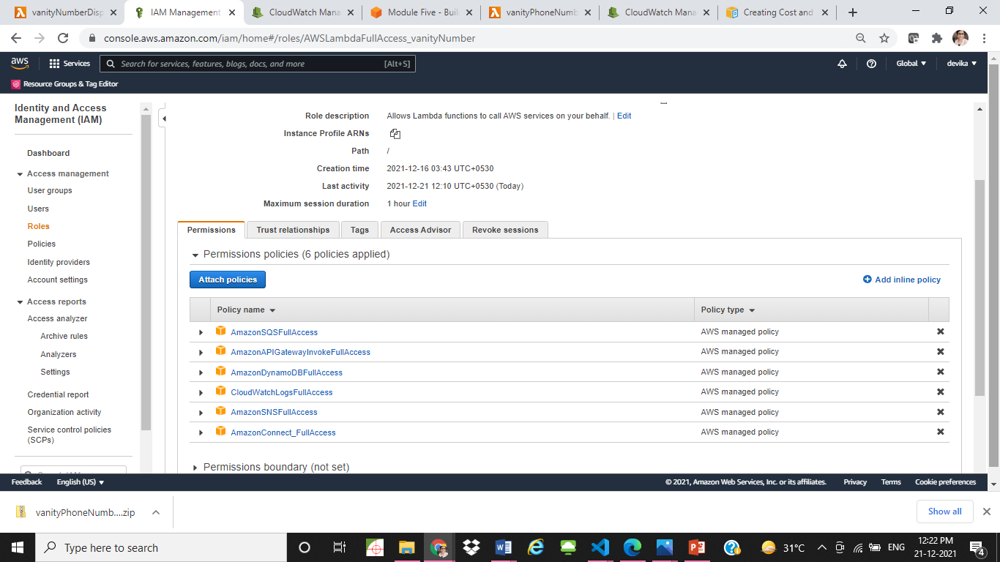 vanityNumberDisp
IAM Management
CloudWatch Mana
Module Five - Buil
vanityPhoneNumb
CloudWatch Mana
Creating Cost and
console.aws.amazon.com/iam/home#/roles/AWSLambdaFullAccess_vanityNumber
aws
Services
Search for services, features, blogs, docs, and more
[Alt+S]
Global
devika
Resource Groups & Tag Editor
Identity and Access
Management (IAM)
Dashboard
Access management
User groups
Users
Roles
Policies
Identity providers
Account settings
Access reports
Access analyzer
Archive rules
Analyzers
Settings
Credential report
Organization activity
Service control policies
(SCPs)
Role description Allows Lambda functions to call AWS services on your behalf. | Edit
Instance Profile ARNs
Path /
Creation time 2021-12-16 03:43 UTC+0530
Last activity 2021-12-21 12:10 UTC+0530 (Today)
Maximum session duration 1 hour Edit
Permissions Trust relationships Tags Access Advisor Revoke sessions
Permissions policies (6 policies applied)
Attach policies
Add inline policy
Policy name Policy type
AmazonSQSFullAccess AWS managed policy
AmazonAPIGatewayInvokeFullAccess AWS managed policy
AmazonDynamoDBFullAccess AWS managed policy
CloudWatchLogsFullAccess AWS managed policy
AmazonSNSFullAccess AWS managed policy
AmazonConnect_FullAccess AWS managed policy
Permissions boundary (not set)
Feedback English (US)
© 2021, Amazon Web Services, Inc. or its affiliates. Privacy Terms Cookie preferences
vanityPhoneNumb....zip
Show all
Type here to search
31°C
ENG
12:22 PM
21-12-2021
4